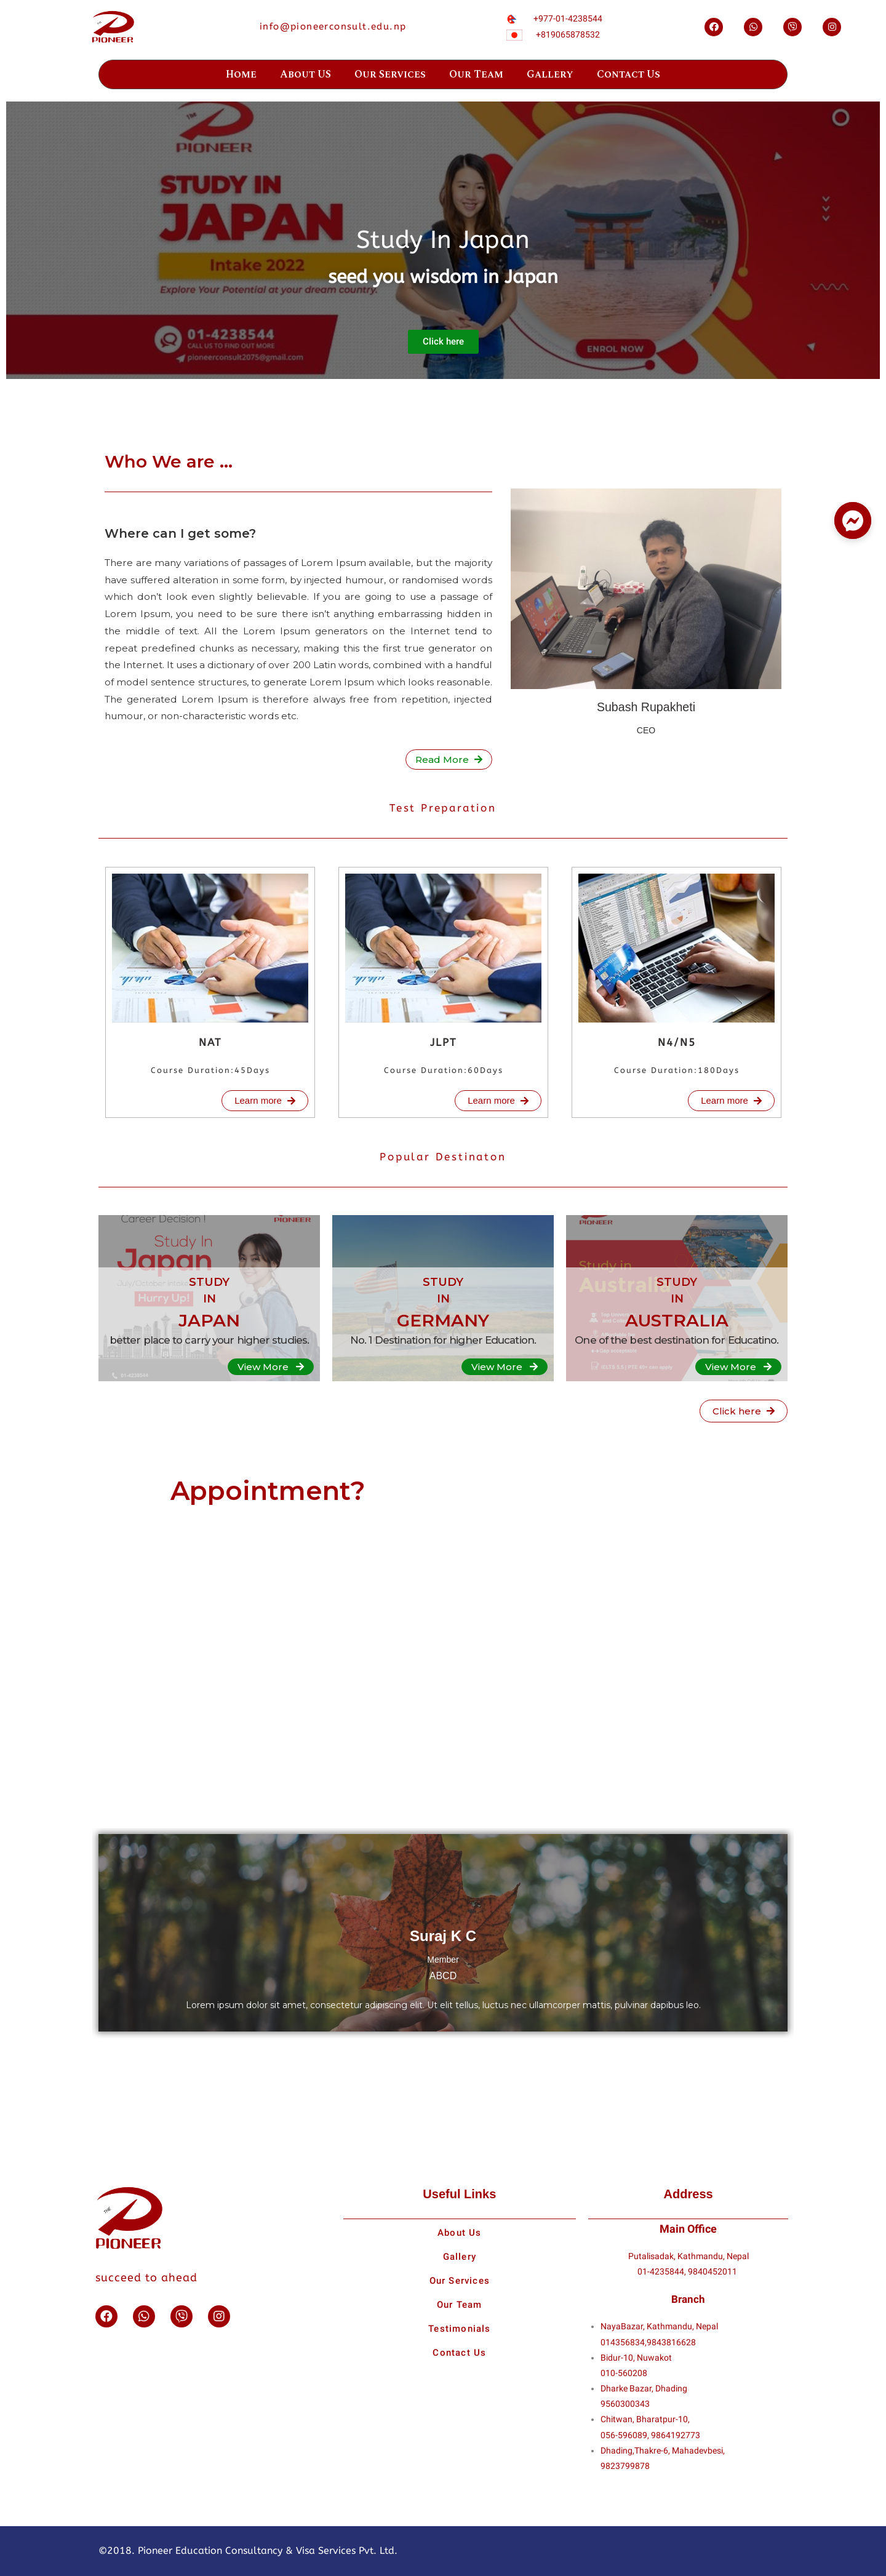 THE
PIONEER
info@pioneerconsult.edu.np
+977-01-4238544
+819065878532
Home About US Our Services Our Team Gallery Contact Us
The
PIONEER
STUDY IN
JAPAN
Intake 2022
Explore Your Potential at your dream country.
Study In Japan
seed you wisdom in Japan
01-4238544
CALL US TO FIND OUT MORE
pioneerconsult2075@gmail.com
ENROL NOW
Click here
Who We are ...
Where can I get some?
There are many variations of passages of Lorem Ipsum available, but the majority
have suffered alteration in some form, by injected humour, or randomised words
which don’t look even slightly believable. If you are going to use a passage of
Lorem Ipsum, you need to be sure there isn’t anything embarrassing hidden in
the middle of text. All the Lorem Ipsum generators on the Internet tend to
repeat predefined chunks as necessary, making this the first true generator on
the Internet. It uses a dictionary of over 200 Latin words, combined with a handful
of model sentence structures, to generate Lorem Ipsum which looks reasonable.
The generated Lorem Ipsum is therefore always free from repetition, injected
humour, or non-characteristic words etc.
Read More
Subash Rupakheti
CEO
Test Preparation
NAT
Course Duration:45Days
Learn more
JLPT
Course Duration:60Days
Learn more
N4/N5
Course Duration:180Days
Learn more
Popular Destinaton
Career Decision !
PIONEER
Study In
Japan
Hurry Up!
STUDY
IN
JAPAN
better place to carry your higher studies.
View More
STUDY
IN
GERMANY
No. 1 Destination for higher Education.
View More
PIONEER
Study in
Australia
STUDY
IN
AUSTRALIA
One of the best destination for Educatino.
View More
Click here
Appointment?
Suraj K C
Member
ABCD
Lorem ipsum dolor sit amet, consectetur adipiscing elit. Ut elit tellus, luctus nec ullamcorper mattis, pulvinar dapibus leo.
THE
PIONEER
succeed to ahead
Useful Links
About Us
Gallery
Our Services
Our Team
Testimonials
Contact Us
Address
Main Office
Putalisadak, Kathmandu, Nepal
01-4235844, 9840452011
Branch
NayaBazar, Kathmandu, Nepal
014356834,9843816628
Bidur-10, Nuwakot
010-560208
Dharke Bazar, Dhading
9560300343
Chitwan, Bharatpur-10,
056-596089, 9864192773
Dhading,Thakre-6, Mahadevbesi,
9823799878
©2018. Pioneer Education Consultancy & Visa Services Pvt. Ltd.